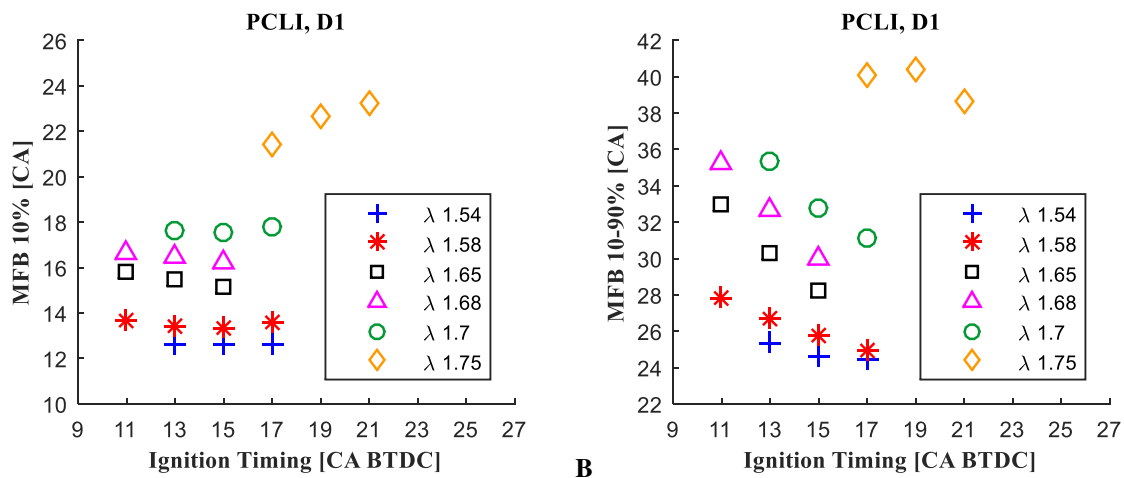 PCLI, D1
MFB 10% [CA]
26
24
22
20
18
16
14
12
10
λ 1.54
λ 1.58
λ 1.65
λ 1.68
λ 1.7
λ 1.75
9 11 13 15 17 19 21 23 25 27
Ignition Timing [CA BTDC]
B
PCLI, D1
MFB 10-90% [CA]
42
40
38
36
34
32
30
28
26
24
22
λ 1.54
λ 1.58
λ 1.65
λ 1.68
λ 1.7
λ 1.75
9 11 13 15 17 19 21 23 25 27
Ignition Timing [CA BTDC]